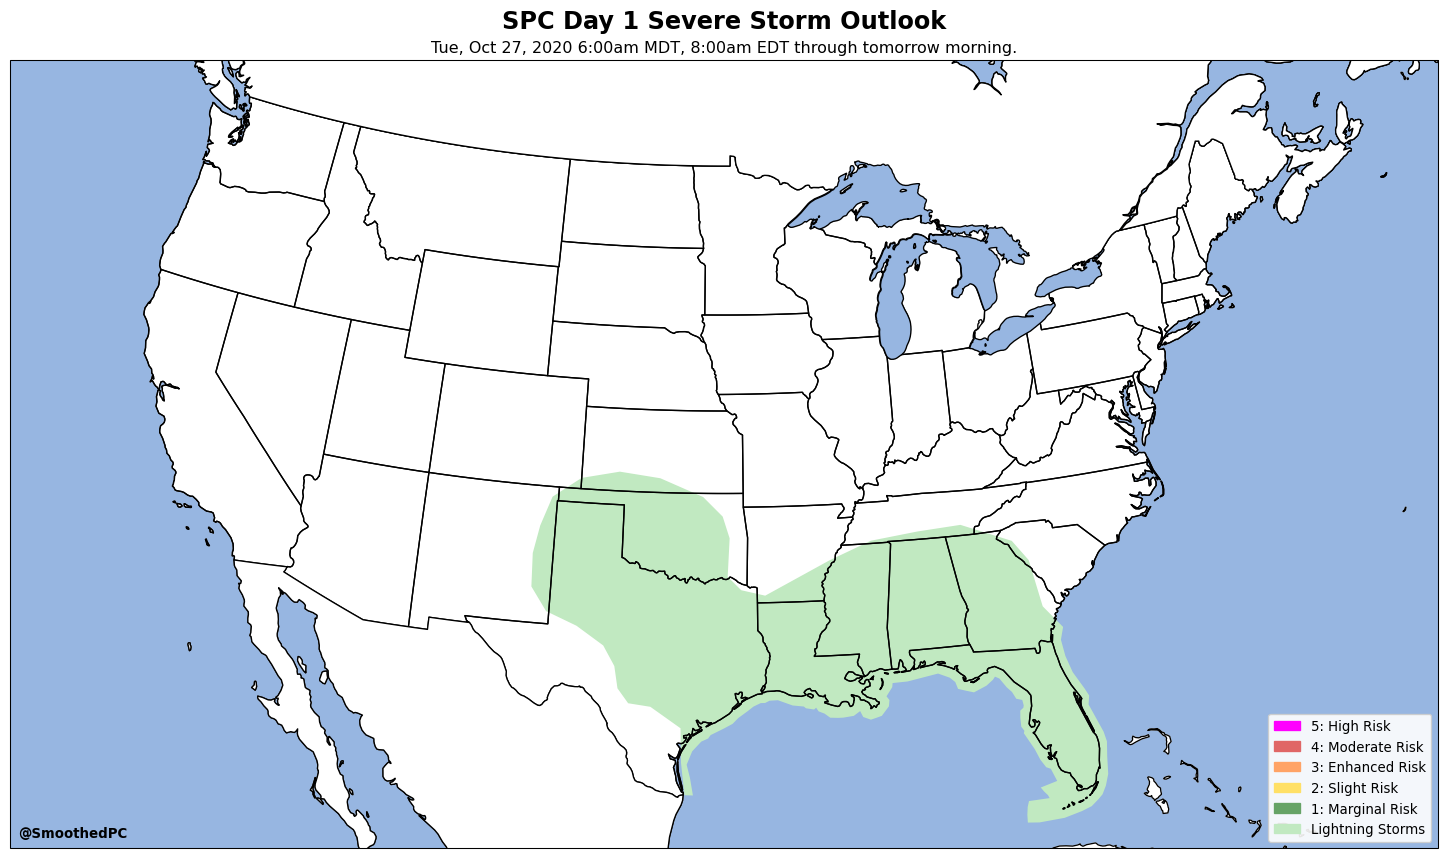 SPC Day 1 Severe Storm Outlook
Tue, Oct 27, 2020 6:00am MDT, 8:00am EDT through tomorrow morning.
5: High Risk
4: Moderate Risk
3: Enhanced Risk
2: Slight Risk
1: Marginal Risk
Lightning Storms
@SmoothedPC